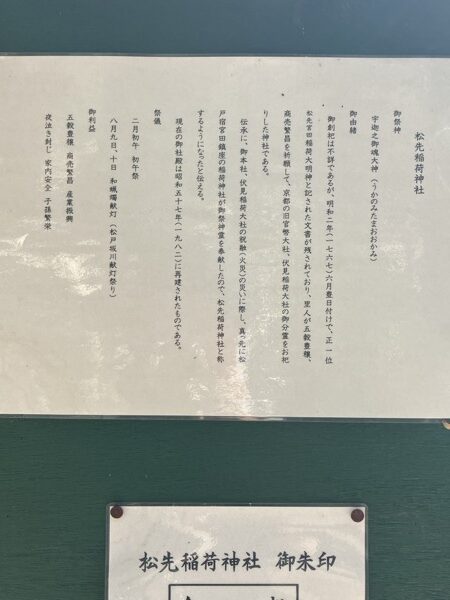 松先稲荷神社
御祭神
宇迦之御魂大神 (うかのみたまおおかみ)
御由緒
御創祀は不詳であるが、明和二年(一七六七)六月豊日付けで、正一位
松先宮田稲荷大明神と記された文書が残されており、里人が五穀豊穣、
商売繁昌を祈願して、京都の旧官幣大社、伏見稲荷大社の御分霊をお祀
りした神社である。
伝承に、御本社、伏見稲荷大社の祝融(火災)の災いに際し、真っ先に松
戸宿宮田鎮座の稲荷神社が御祭神霊を奉献したので、松先稲荷神社と称
するようになったと伝える。
現在の御社殿は昭和五十七年(一九八二)に再建されたものである。
祭儀
二月初午 初午祭
八月九日、十日 和蝋燭献灯 (松戸坂川献灯祭り)
御利益
五穀豊穣 商売繁昌 産業振興
夜泣き封じ 家内安全 子孫繁栄
松先稲荷神社 御朱印